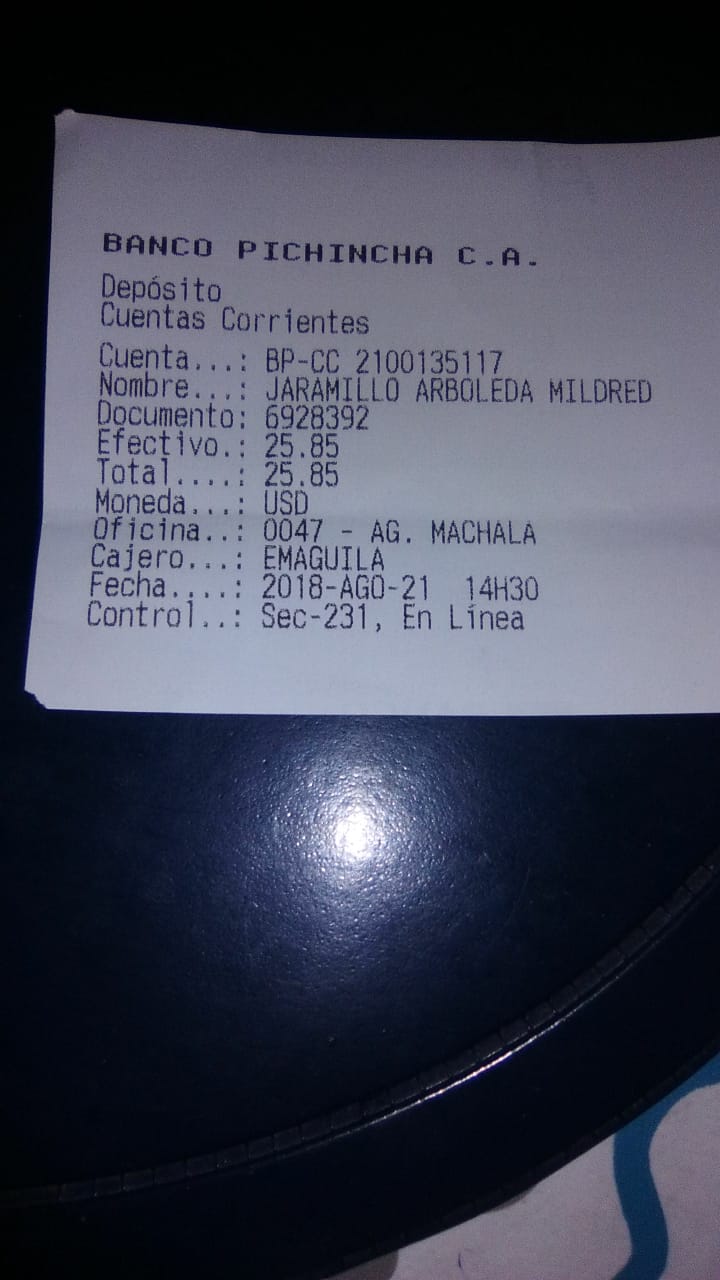 BANCO PICHINCHA C.A.
Depósito
Cuentas Corrientes
Cuenta...: BP-CC 2100135117
Nombre...: JARAMILLO ARBOLEDA MILDRED
Documento: 6928392
Efectivo.: 25.85
Total....: 25.85
Moneda...: USD
Oficina..: 0047 - AG. MACHALA
Cajero...: EMAGUILA
Fecha....: 2018-AGO-21  14H30
Control..: Sec-231, En Línea